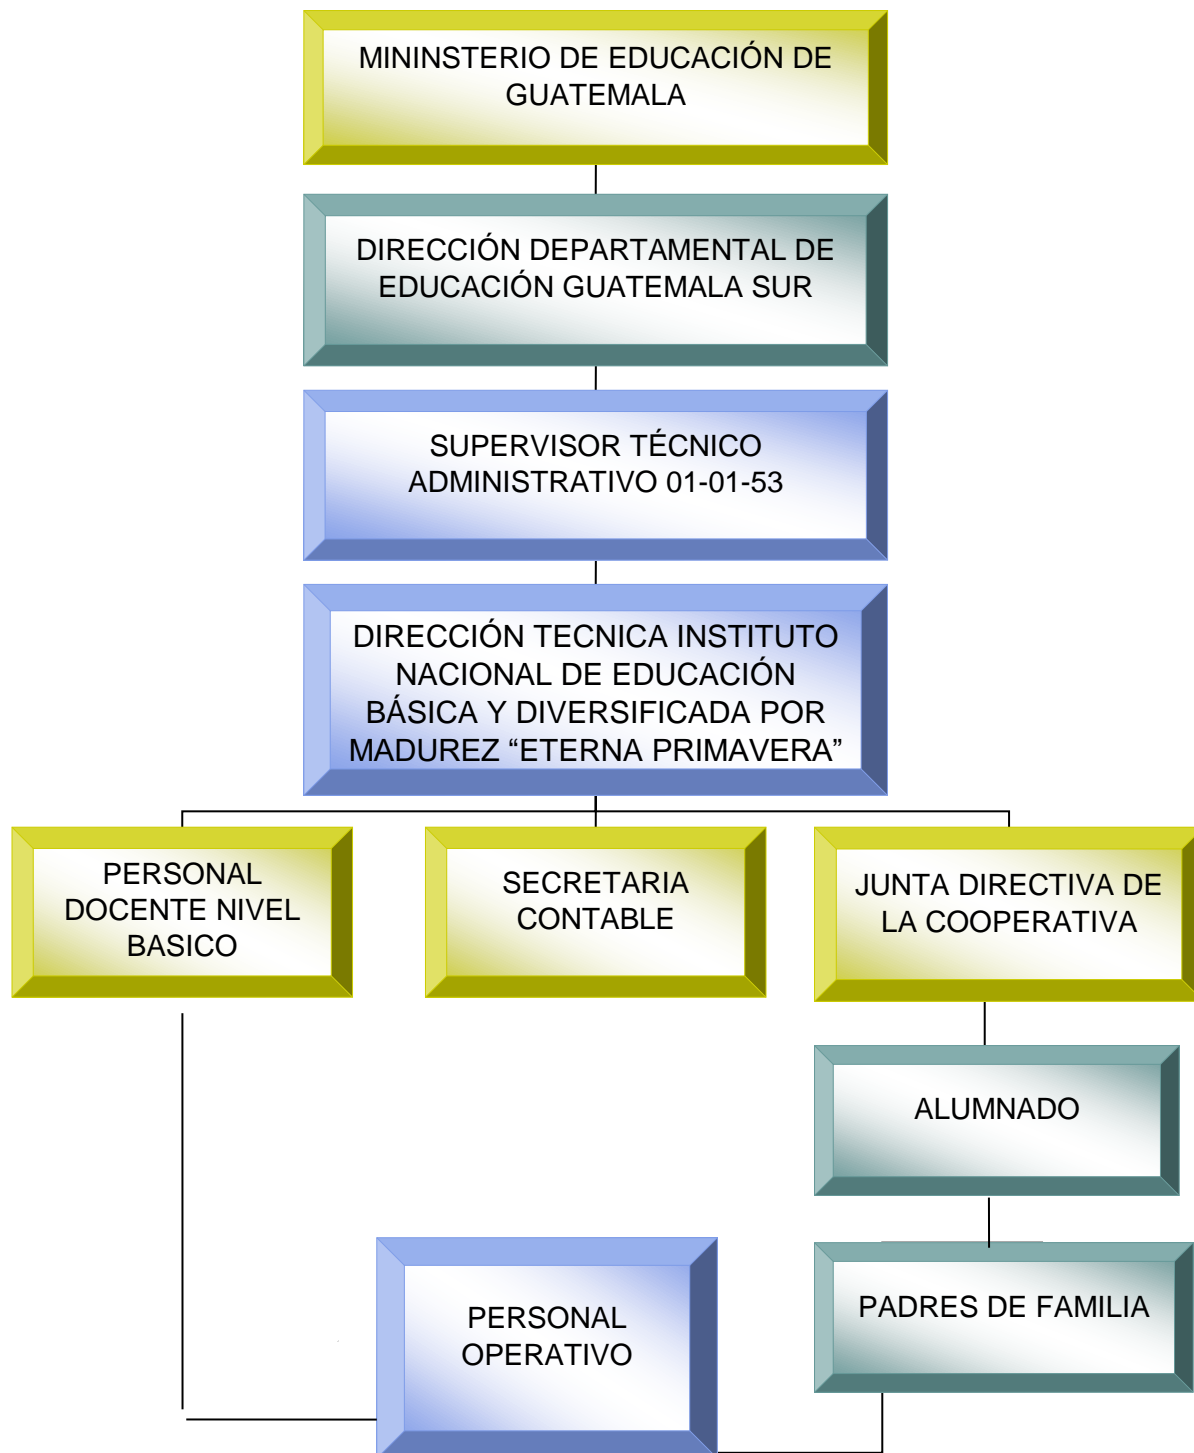 MININSTERIO DE EDUCACIÓN DE
GUATEMALA
DIRECCIÓN DEPARTAMENTAL DE
EDUCACIÓN GUATEMALA SUR
SUPERVISOR TÉCNICO
ADMINISTRATIVO 01-01-53
DIRECCIÓN TECNICA INSTITUTO
NACIONAL DE EDUCACIÓN
BÁSICA Y DIVERSIFICADA POR
MADUREZ “ETERNA PRIMAVERA”
PERSONAL
DOCENTE NIVEL
BASICO
SECRETARIA
CONTABLE
JUNTA DIRECTIVA DE
LA COOPERATIVA
ALUMNADO
PADRES DE FAMILIA
PERSONAL
OPERATIVO